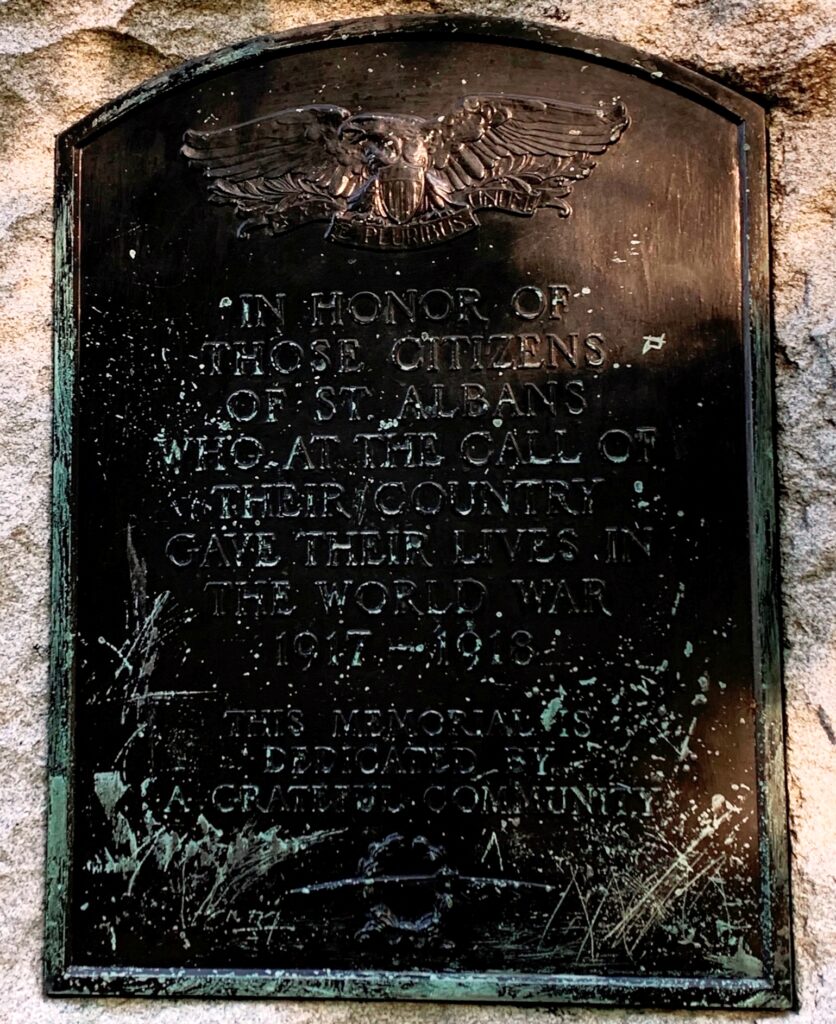 E PLURIBUS UNUM
IN HONOR OF
THOSE CITIZENS
OF ST. ALBANS
WHO AT THE CALL OF
THEIR COUNTRY
GAVE THEIR LIVES IN
THE WORLD WAR
1917 – 1918
THIS MEMORIAL IS
DEDICATED BY
A GRATEFUL COMMUNITY